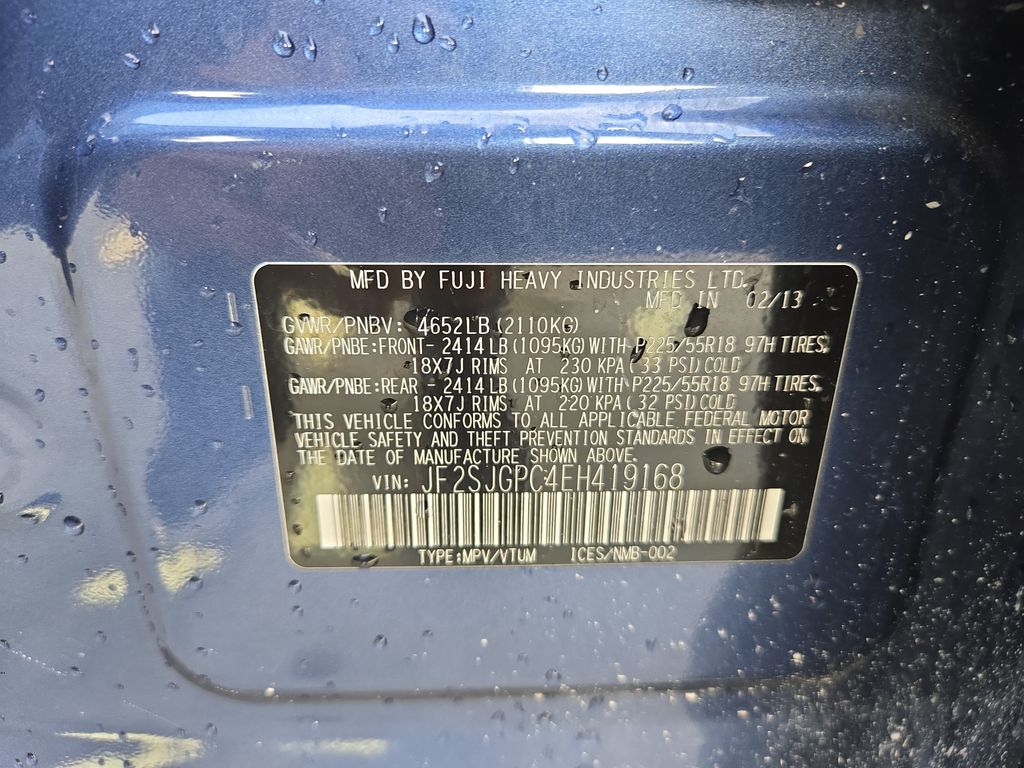 MFD BY FUJI HEAVY INDUSTRIES LTD.
MFD IN 02/13
GVWR/PNBV: 4652LB(2110KG)
GAWR/PNBE:FRONT- 2414LB(1095KG)WITH P225/55R18 97H TIRES,
18X7J RIMS AT 230 KPA( 33 PSI)COLD
GAWR/PNBE:REAR - 2414LB(1095KG)WITH P225/55R18 97H TIRES,
18X7J RIMS AT 220 KPA( 32 PSI)COLD
THIS VEHICLE CONFORMS TO ALL APPLICABLE FEDERAL MOTOR
VEHICLE SAFETY AND THEFT PREVENTION STANDARDS IN EFFECT ON
THE DATE OF MANUFACTURE SHOWN ABOVE.
VIN: JF2SJGPC4EH419168
TYPE:MPV/VTUM ICES/NMB-002